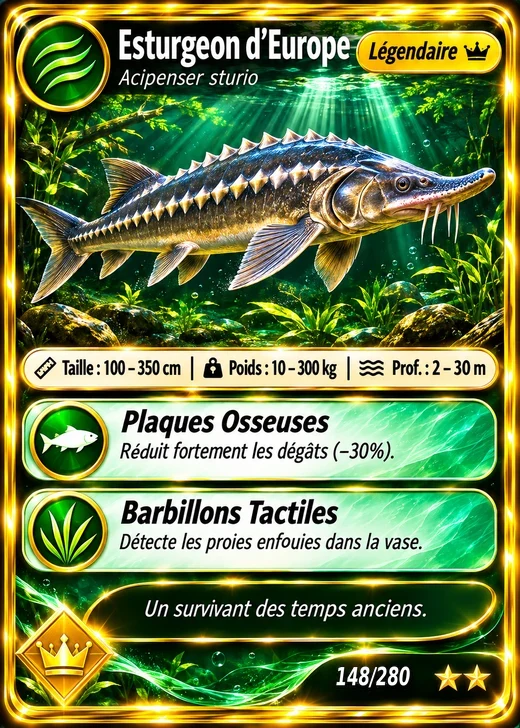 Esturgeon d'Europe
Légendaire
Acipenser sturio
Taille : 100 – 350 cm | Poids : 10 – 300 kg | Prof. : 2 – 30 m
Plaques Osseuses
Réduit fortement les dégâts (−30%).
Barbillons Tactiles
Détecte les proies enfouies dans la vase.
Un survivant des temps anciens.
148/280